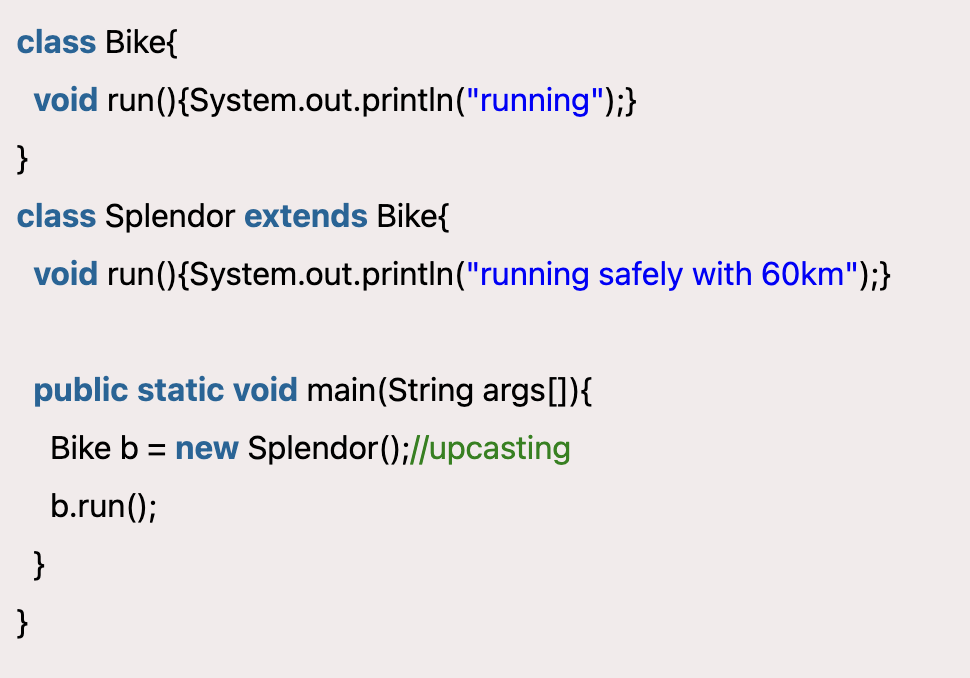 class Bike{
void run(){System.out.println("running");}
}
class Splendor extends Bike{
void run(){System.out.println("running safely with 60km");}
public static void main(String args[]){
Bike b = new Splendor();//upcasting
b.run();
}
}